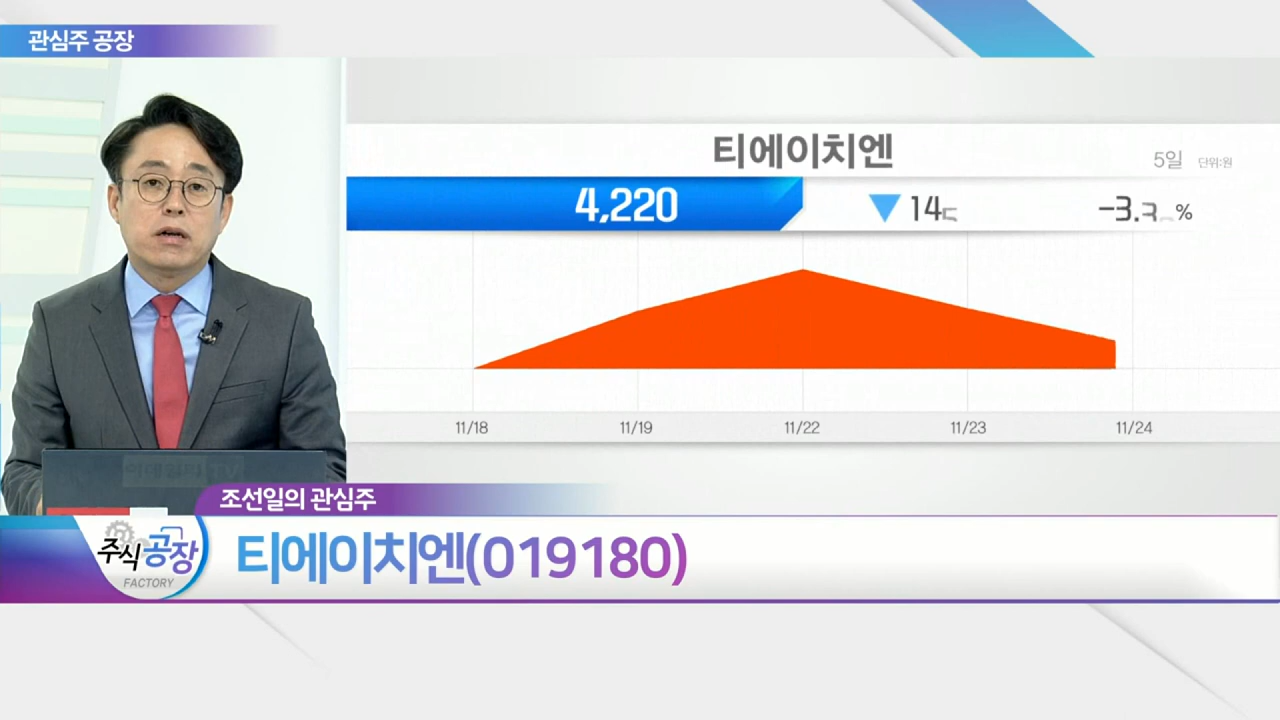 관심주 공장
티에이치엔
5일 단위:원
4,220 ▼ %
11/18 11/19 11/22 11/23 11/24
조선일의 관심주
주식공장
FACTORY
티에이치엔(019180)